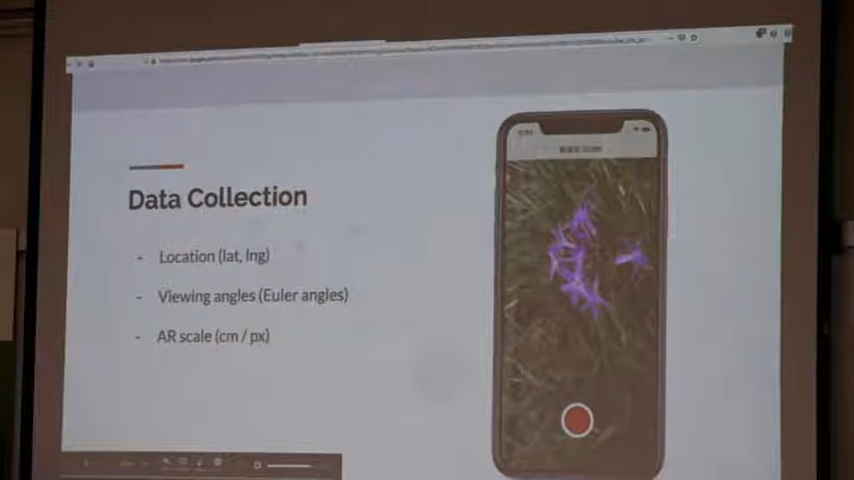 Data Collection
- Location (lat, lng)
- Viewing angles (Euler angles)
- AR scale (cm / px)